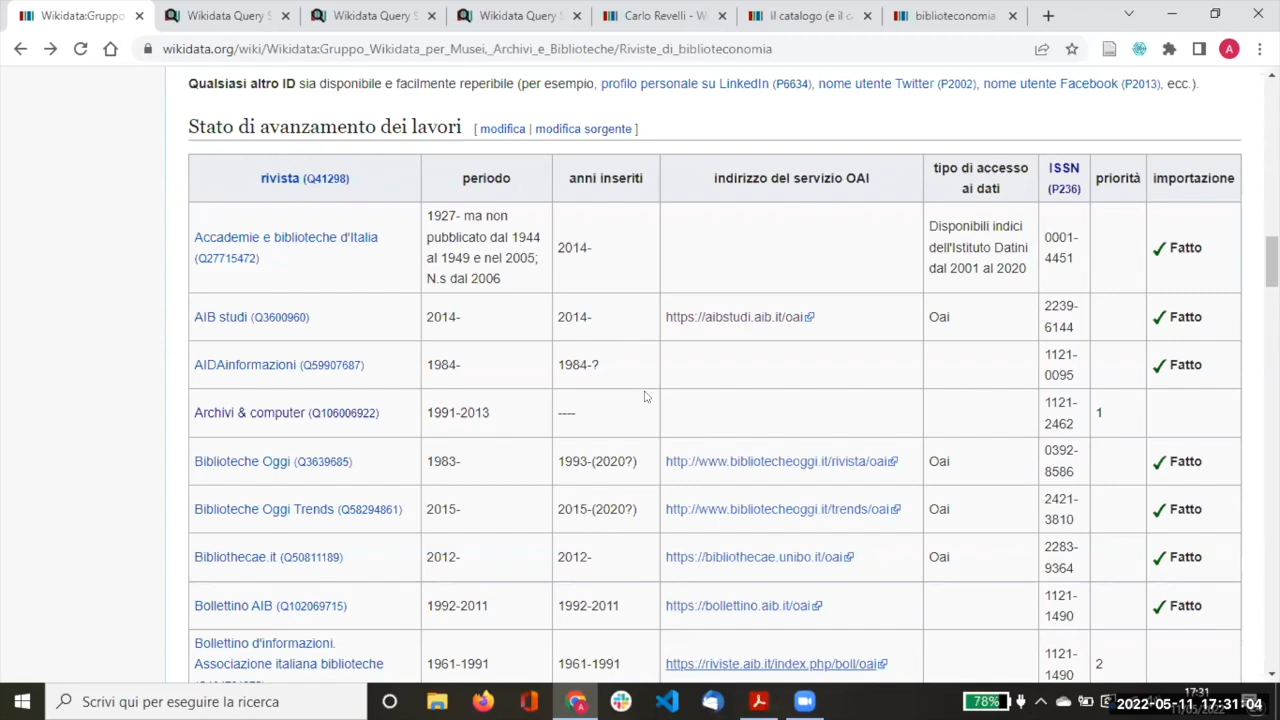 Wikidata:Gruppo
Wikidata Query S
Wikidata Query S
Wikidata Query S
Carlo Revelli - W
il catalogo (e il c
biblioteconomia
wikidata.org/wiki/Wikidata:Gruppo_Wikidata_per_Musei,_Archivi_e_Biblioteche/Riviste_di_biblioteconomia
A
Qualsiasi altro ID sia disponibile e facilmente reperibile (per esempio, profilo personale su LinkedIn (P6634), nome utente Twitter (P2002), nome utente Facebook (P2013), ecc.).
Stato di avanzamento dei lavori [ modifica | modifica sorgente ]
rivista (Q41298)
periodo
anni inseriti
indirizzo del servizio OAI
tipo di accesso
ai dati
ISSN
(P236)
priorità
importazione
Accademie e biblioteche d'Italia
(Q27715472)
1927- ma non
pubblicato dal 1944
al 1949 e nel 2005;
N.s dal 2006
2014-
Disponibili indici
dell'Istituto Datini
dal 2001 al 2020
0001-
4451
✓ Fatto
AIB studi (Q3600960)
2014-
2014-
https://aibstudi.aib.it/oai
Oai
2239-
6144
✓ Fatto
AIDAinformazioni (Q59907687)
1984-
1984-?
1121-
0095
✓ Fatto
Archivi & computer (Q106006922)
1991-2013
----
1121-
2462
1
Biblioteche Oggi (Q3639685)
1983-
1993-(2020?)
http://www.bibliotecheoggi.it/rivista/oai
Oai
0392-
8586
✓ Fatto
Biblioteche Oggi Trends (Q58294861)
2015-
2015-(2020?)
http://www.bibliotecheoggi.it/trends/oai
Oai
2421-
3810
✓ Fatto
Bibliothecae.it (Q50811189)
2012-
2012-
https://bibliothecae.unibo.it/oai
Oai
2283-
9364
✓ Fatto
Bollettino AIB (Q102069715)
1992-2011
1992-2011
https://bollettino.aib.it/oai
1121-
1490
✓ Fatto
Bollettino d'informazioni.
Associazione italiana biblioteche
1961-1991
1961-1991
https://riviste.aib.it/index.php/boll/oai
1121-
1490
2
Scrivi qui per eseguire la ricerca
78%
17:31
2022-05-11 17:31:04